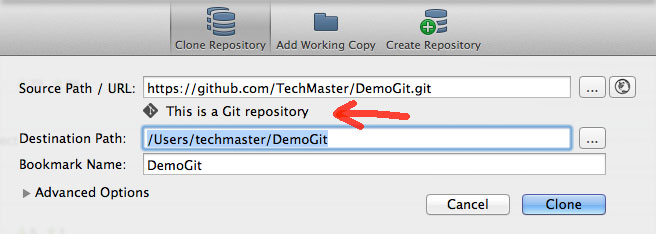 Clone Repository Add Working Copy Create Repository
Source Path / URL: https://github.com/TechMaster/DemoGit.git ...
This is a Git repository
Destination Path: /Users/techmaster/DemoGit ...
Bookmark Name: DemoGit
Advanced Options
Cancel Clone